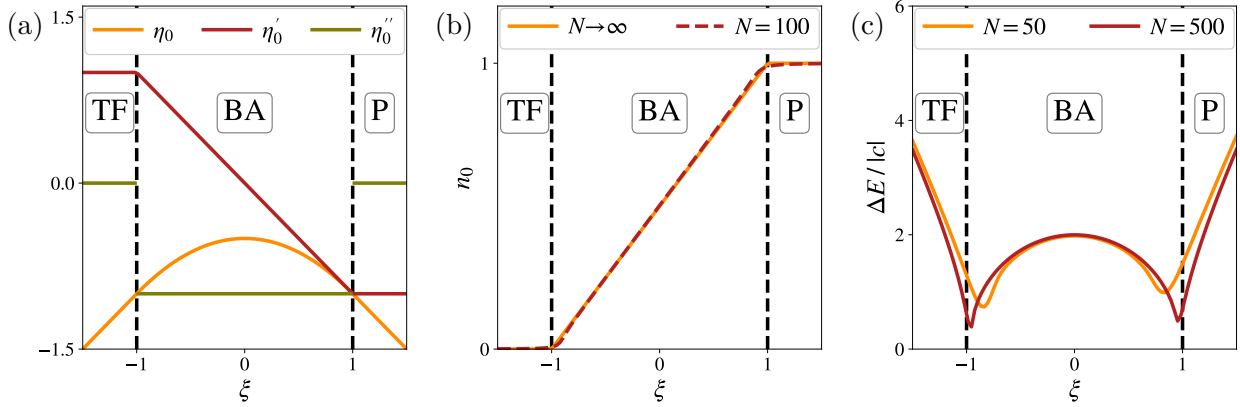 (a)
η₀ η₀′ η₀″
1.5
0.0
−1.5
TF BA P
−1 0 1
ξ
(b)
N→∞ N = 100
n₀
1
0
TF BA P
−1 0 1
ξ
(c)
N = 50 N = 500
ΔE / |c|
6
4
2
0
TF BA P
−1 0 1
ξ